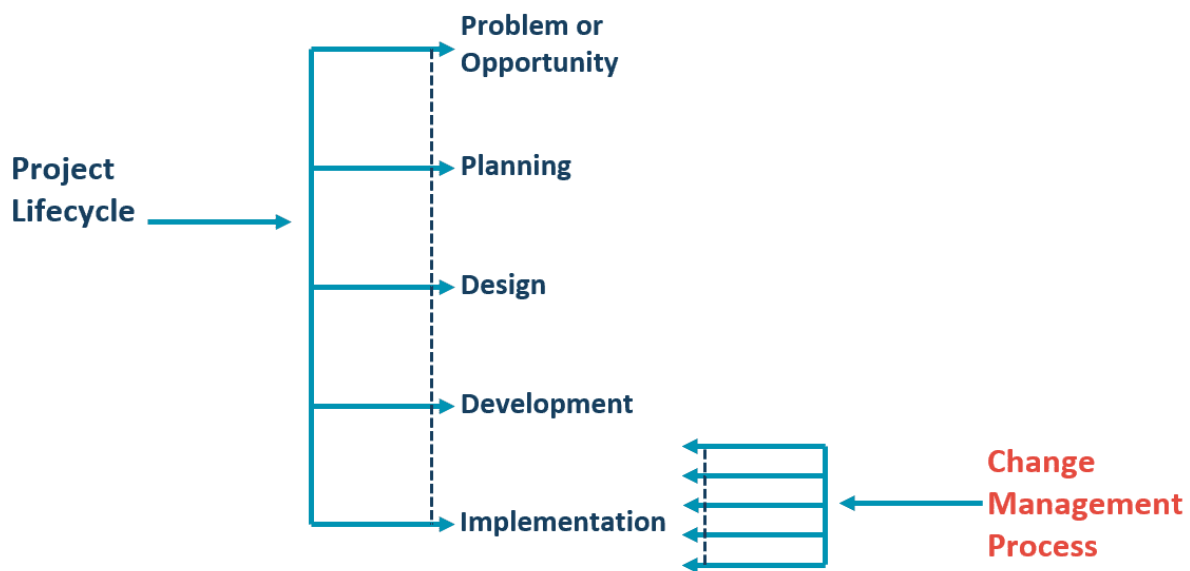 Problem or
Opportunity
Project
Lifecycle
Planning
Design
Development
Implementation
Change
Management
Process